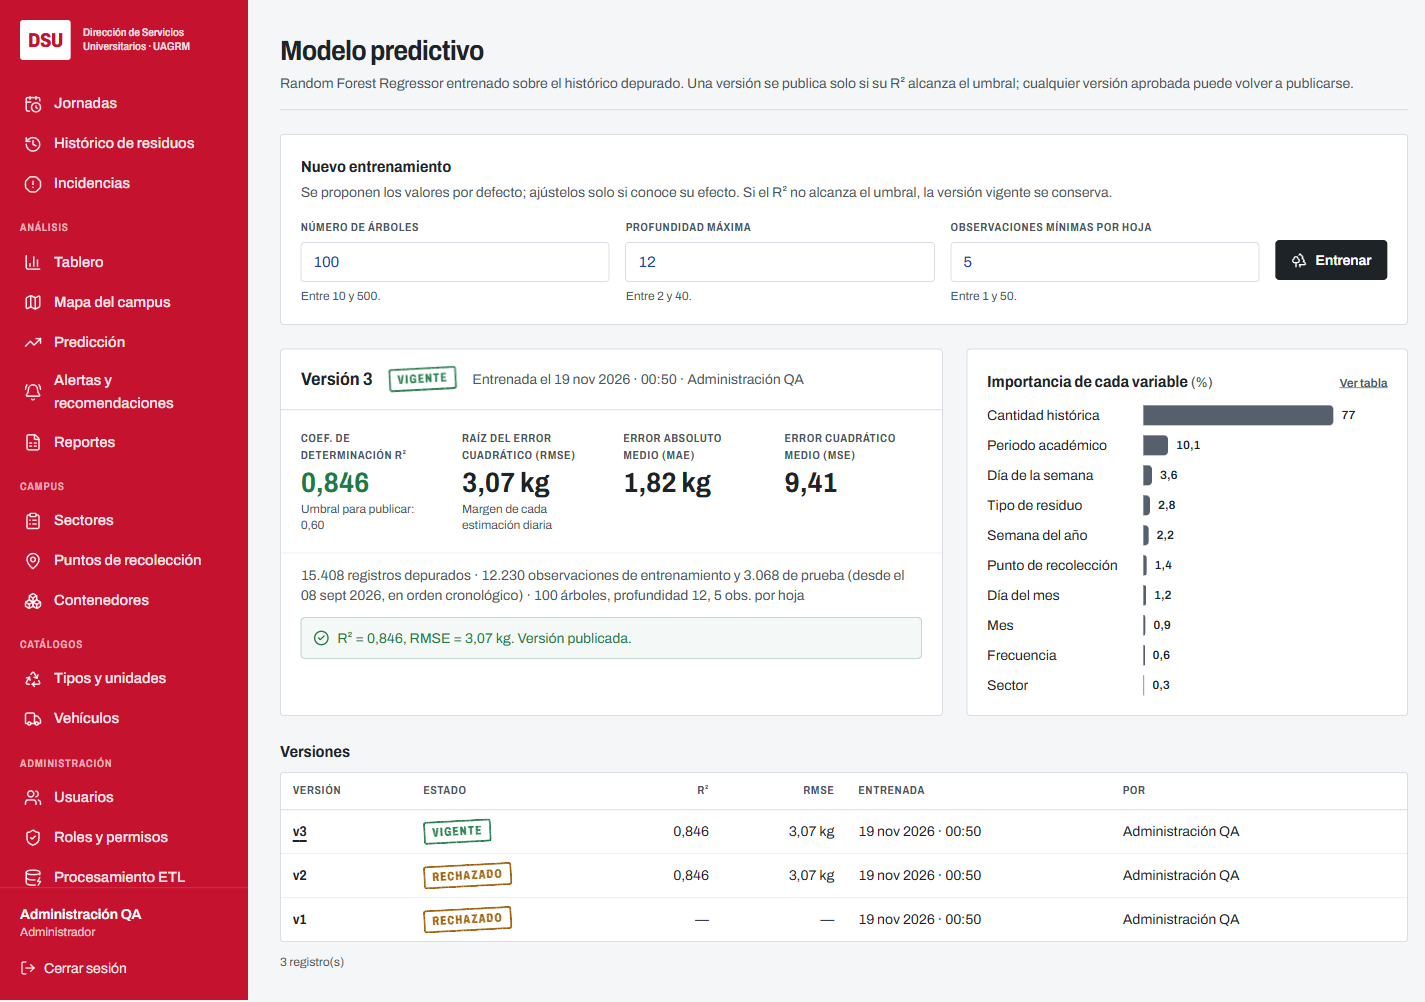 DSU
Dirección de Servicios
Universitarios · UAGRM
Jornadas
Histórico de residuos
Incidencias
ANÁLISIS
Tablero
Mapa del campus
Predicción
Alertas y
recomendaciones
Reportes
CAMPUS
Sectores
Puntos de recolección
Contenedores
CATÁLOGOS
Tipos y unidades
Vehículos
ADMINISTRACIÓN
Usuarios
Roles y permisos
Procesamiento ETL
Administración QA
Administrador
Cerrar sesión
Modelo predictivo
Random Forest Regressor entrenado sobre el histórico depurado. Una versión se publica solo si su R² alcanza el umbral; cualquier versión aprobada puede volver a publicarse.
Nuevo entrenamiento
Se proponen los valores por defecto; ajústelos solo si conoce su efecto. Si el R² no alcanza el umbral, la versión vigente se conserva.
NÚMERO DE ÁRBOLES
100
Entre 10 y 500.
PROFUNDIDAD MÁXIMA
12
Entre 2 y 40.
OBSERVACIONES MÍNIMAS POR HOJA
5
Entre 1 y 50.
Entrenar
Versión 3 VIGENTE Entrenada el 19 nov 2026 · 00:50 · Administración QA
COEF. DE
DETERMINACIÓN R²
0,846
Umbral para publicar:
0,60
RAÍZ DEL ERROR
CUADRÁTICO (RMSE)
3,07 kg
Margen de cada
estimación diaria
ERROR ABSOLUTO
MEDIO (MAE)
1,82 kg
ERROR CUADRÁTICO
MEDIO (MSE)
9,41
15.408 registros depurados · 12.230 observaciones de entrenamiento y 3.068 de prueba (desde el
08 sept 2026, en orden cronológico) · 100 árboles, profundidad 12, 5 obs. por hoja
R² = 0,846, RMSE = 3,07 kg. Versión publicada.
Importancia de cada variable (%) Ver tabla
Cantidad histórica 77
Periodo académico 10,1
Día de la semana 3,6
Tipo de residuo 2,8
Semana del año 2,2
Punto de recolección 1,4
Día del mes 1,2
Mes 0,9
Frecuencia 0,6
Sector 0,3
Versiones
VERSIÓN ESTADO R² RMSE ENTRENADA POR
v3 VIGENTE 0,846 3,07 kg 19 nov 2026 · 00:50 Administración QA
v2 RECHAZADO 0,846 3,07 kg 19 nov 2026 · 00:50 Administración QA
v1 RECHAZADO — — 19 nov 2026 · 00:50 Administración QA
3 registro(s)